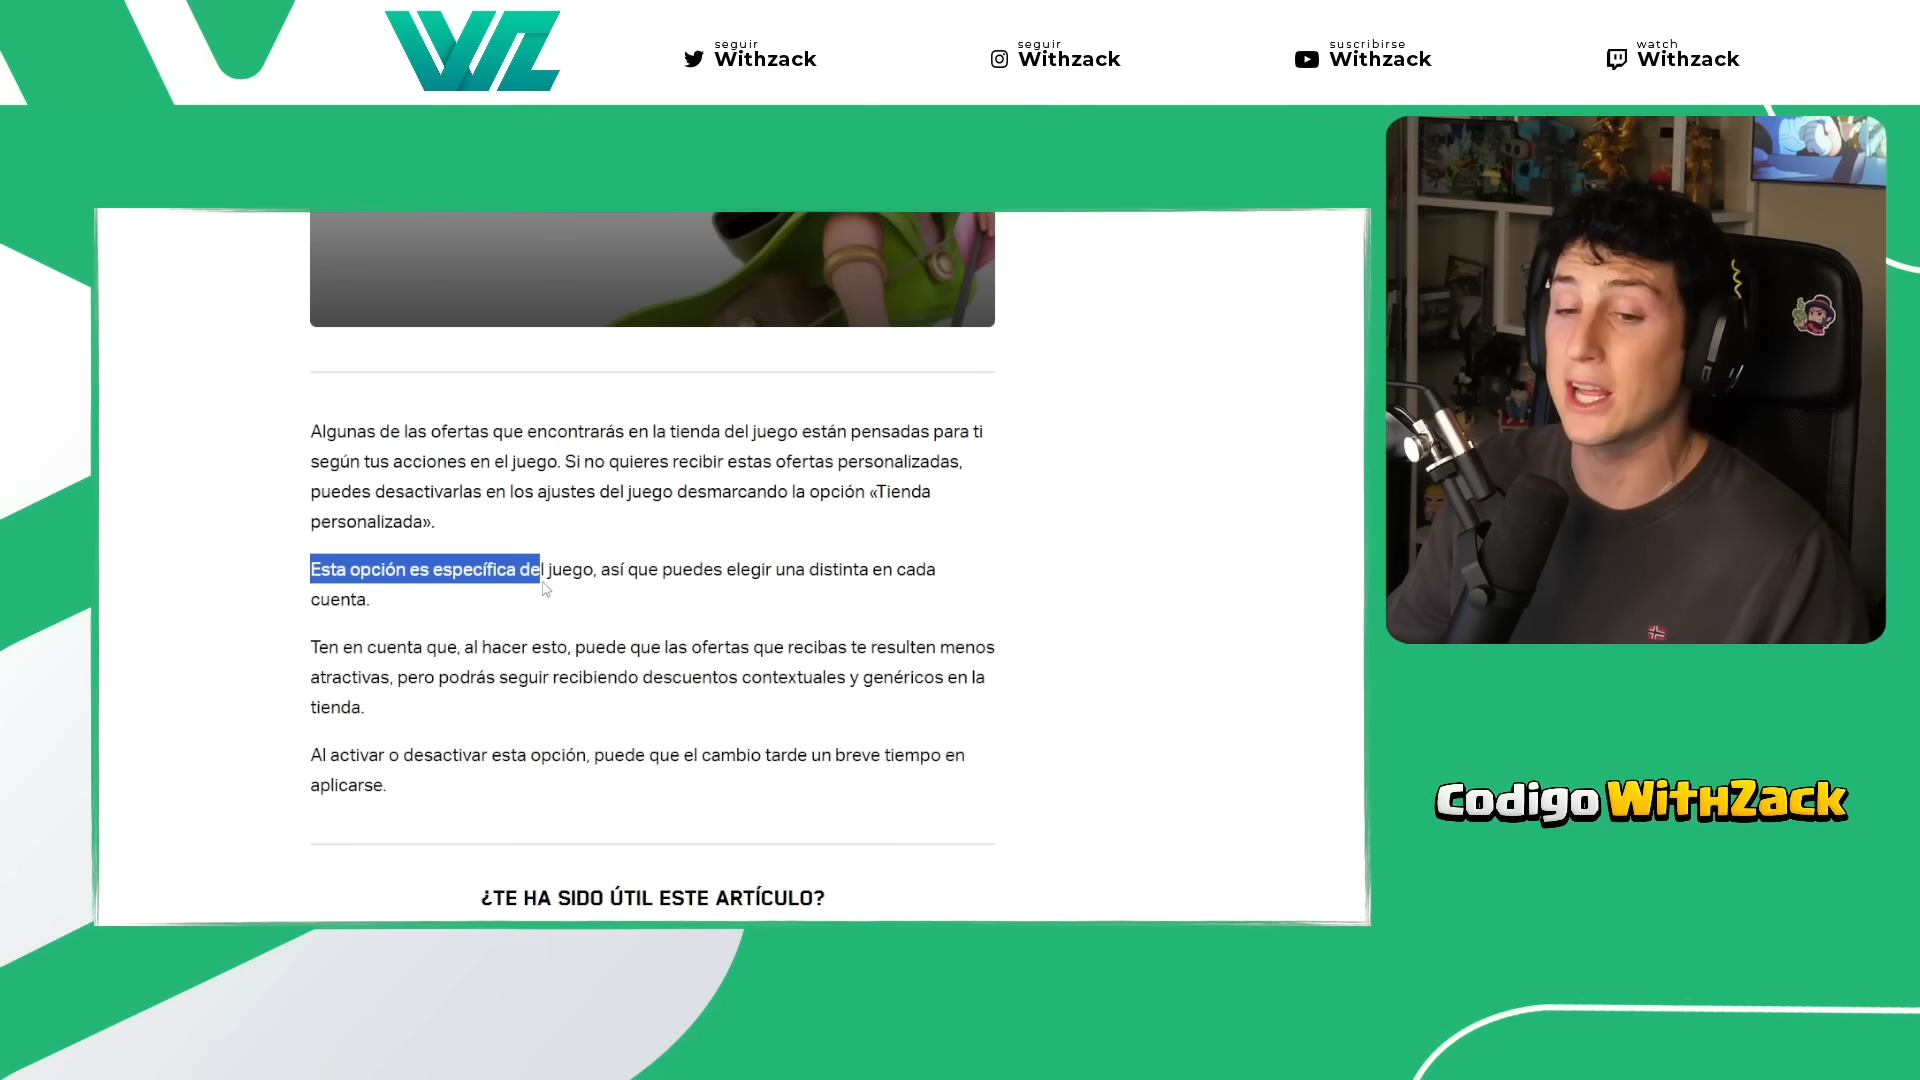 WZ
seguir
Withzack
seguir
Withzack
suscribirse
Withzack
watch
Withzack
Algunas de las ofertas que encontrarás en la tienda del juego están pensadas para ti
según tus acciones en el juego. Si no quieres recibir estas ofertas personalizadas,
puedes desactivarlas en los ajustes del juego desmarcando la opción «Tienda
personalizada».
Esta opción es específica del juego, así que puedes elegir una distinta en cada
cuenta.
Ten en cuenta que, al hacer esto, puede que las ofertas que recibas te resulten menos
atractivas, pero podrás seguir recibiendo descuentos contextuales y genéricos en la
tienda.
Al activar o desactivar esta opción, puede que el cambio tarde un breve tiempo en
aplicarse.
¿TE HA SIDO ÚTIL ESTE ARTÍCULO?
Codigo WithZack